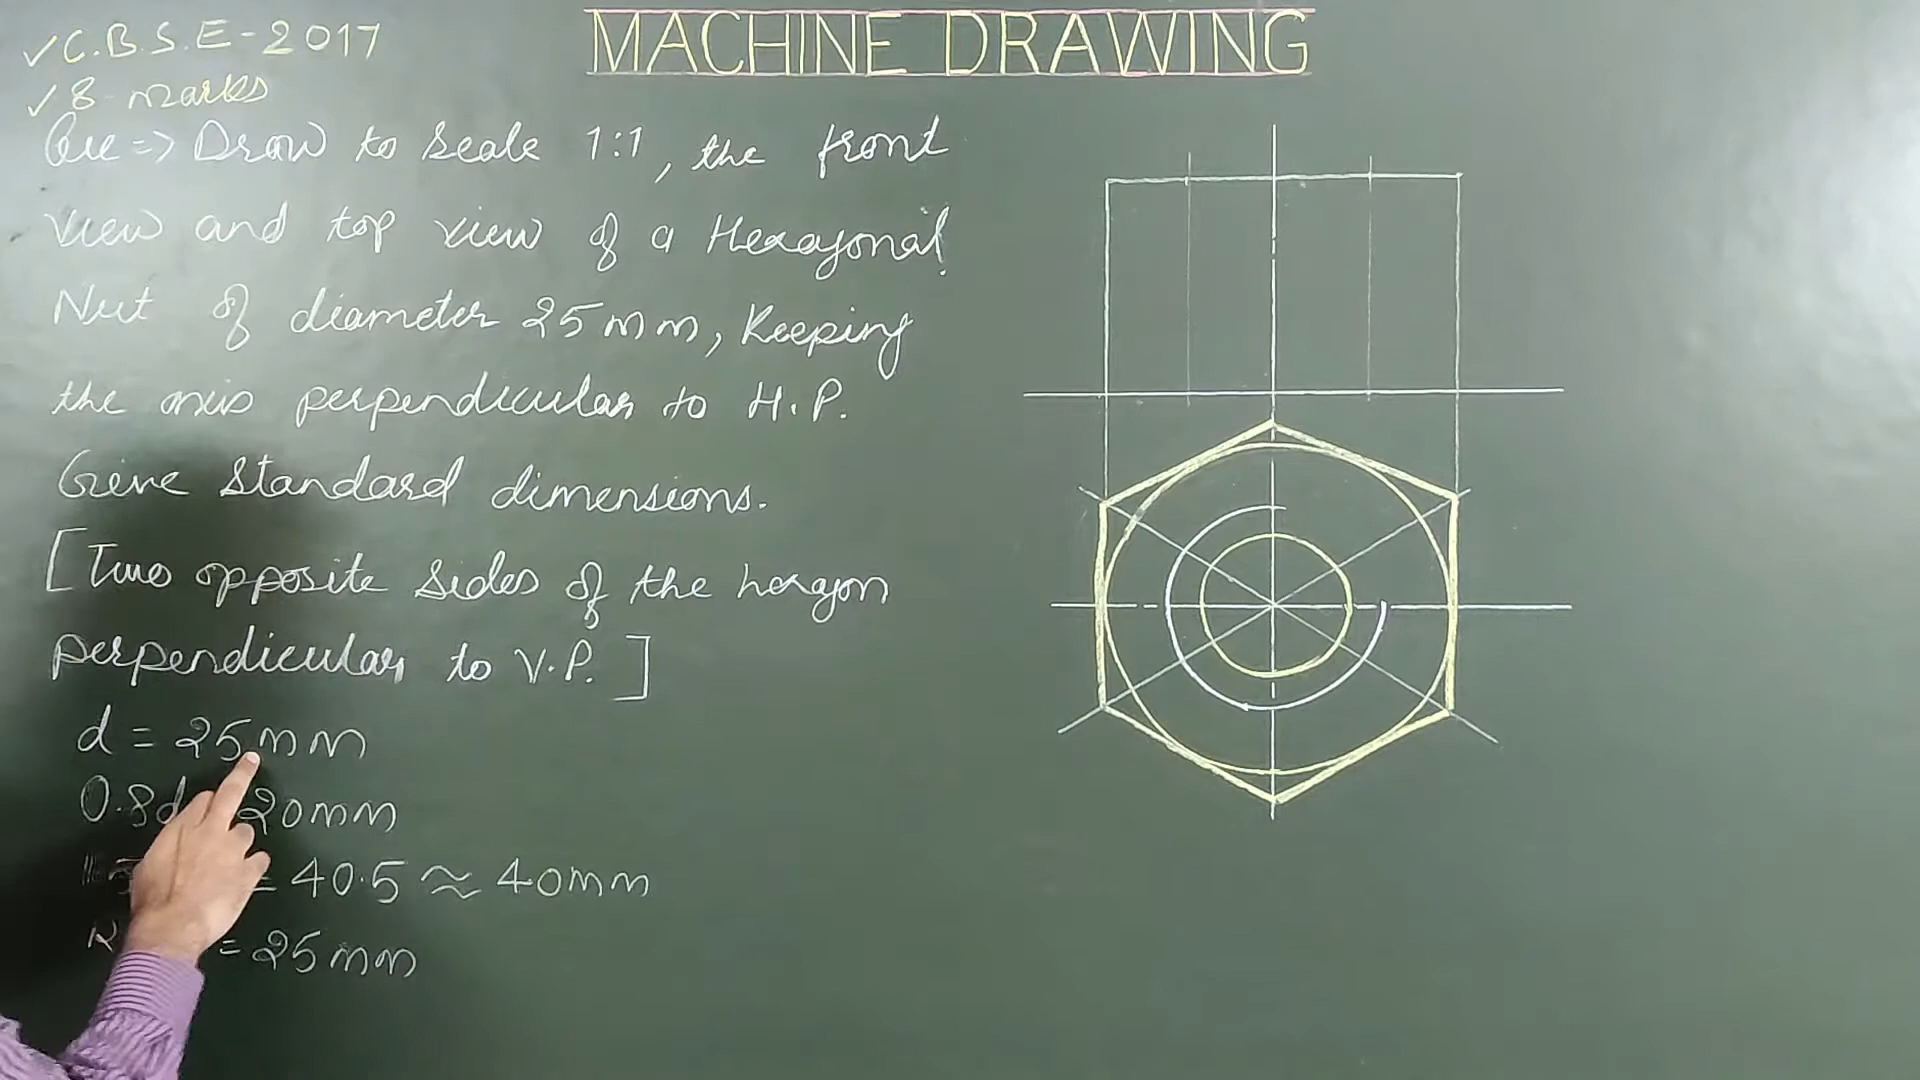 MACHINE DRAWING
✓ C.B.S.E-2017
✓ 8-marks
Que => Draw to Scale 1:1, the front
view and top view of a Hexagonal
Nut of diameter 25mm, Keeping
the axis perpendicular to H.P.
Give Standard dimensions.
[Two opposite sides of the hexagon
perpendicular to V.P.]
d = 25mm
0.8d 20mm
= 40.5 ≈ 40mm
R = 25mm